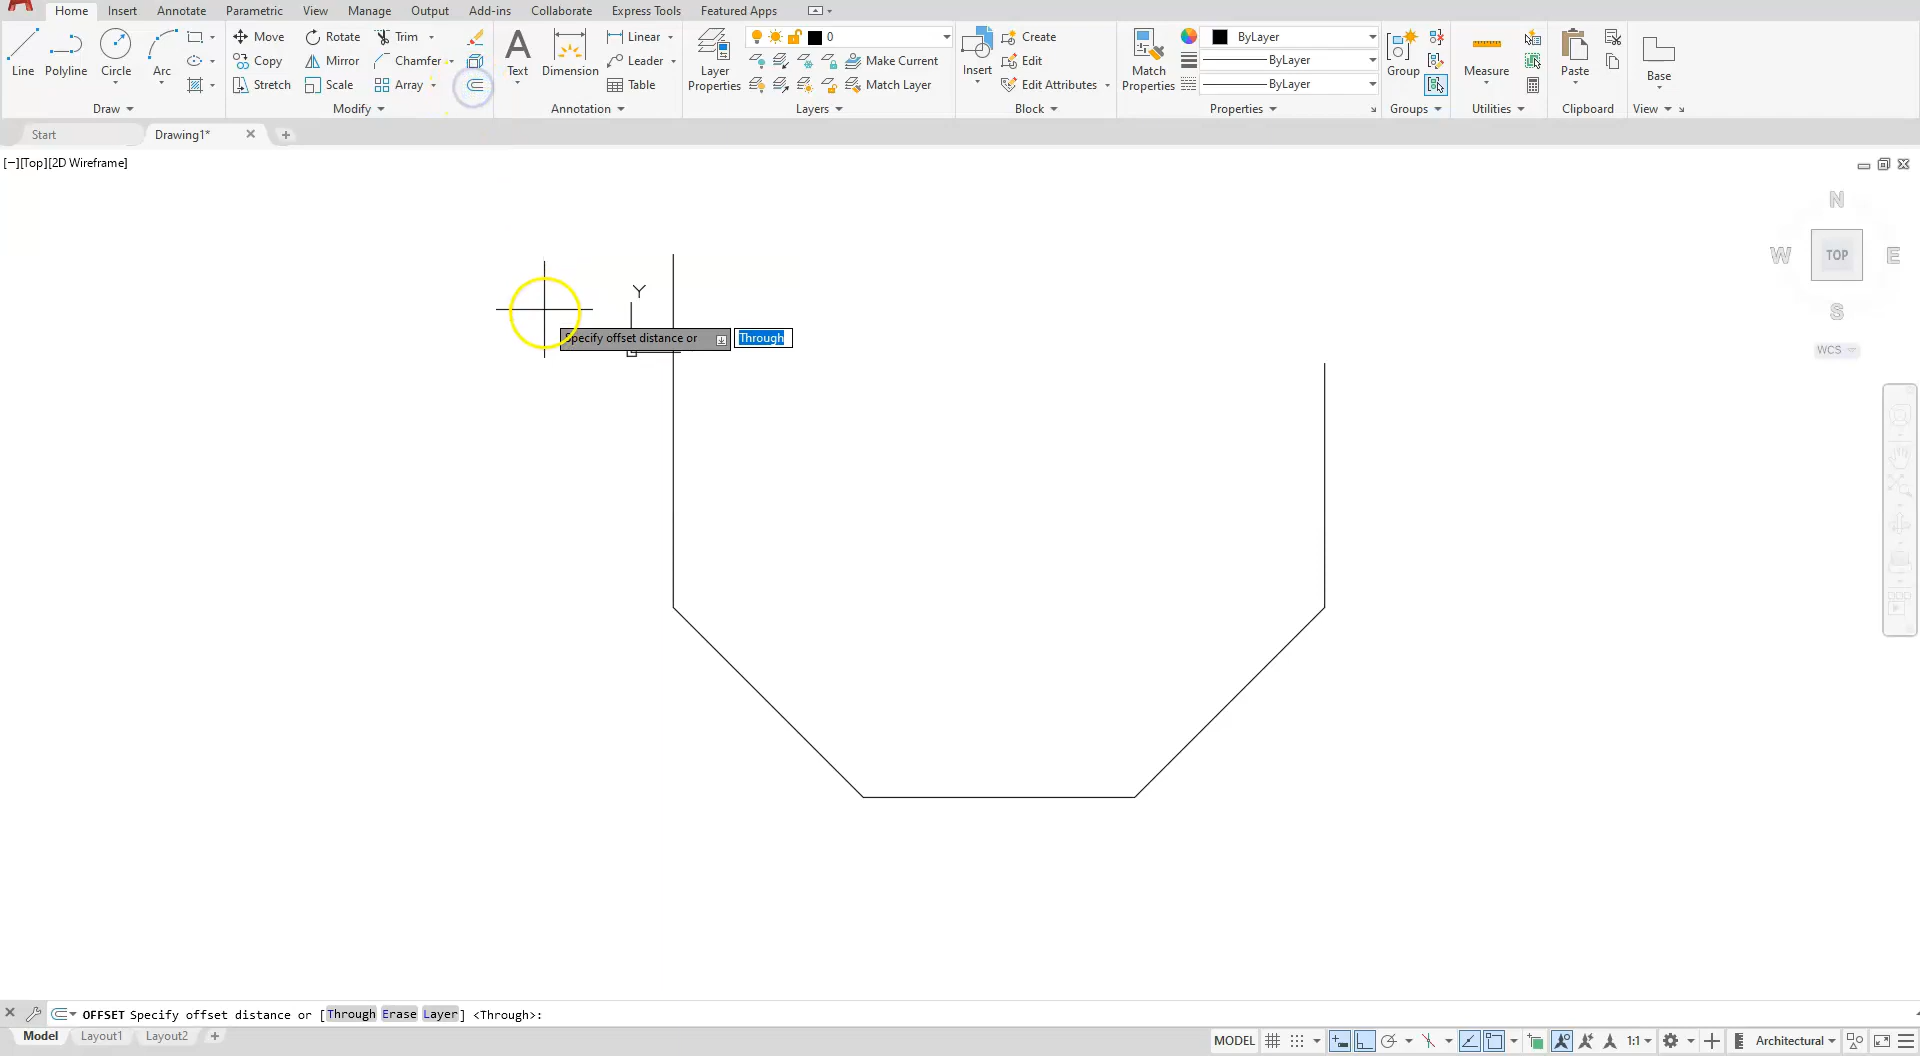 Home Insert Annotate Parametric View Manage Output Add-ins Collaborate Express Tools Featured Apps
Move Rotate Trim Linear 0 Create ByLayer
Copy Mirror Chamfer Leader Make Current Edit ByLayer
Line Polyline Circle Arc Text Dimension Layer Properties Insert Match Properties Group Measure Paste Base
Stretch Scale Array Table Match Layer Edit Attributes ByLayer
Draw Modify Annotation Layers Block Properties Groups Utilities Clipboard View
Start Drawing1*
[−][Top][2D Wireframe]
N
W TOP E
S
WCS
Y
Specify offset distance or Through
OFFSET Specify offset distance or [Through Erase Layer] <Through>:
Model Layout1 Layout2 + MODEL 1:1 Architectural